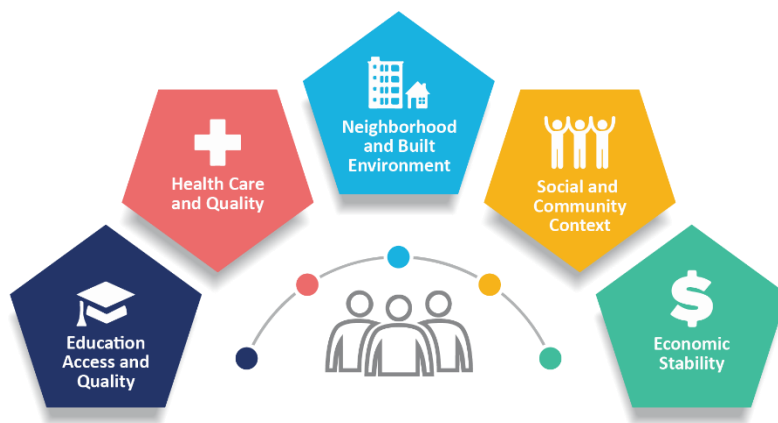 Education
Access and
Quality
Health Care
and Quality
Neighborhood
and Built
Environment
Social and
Community
Context
$
Economic
Stability